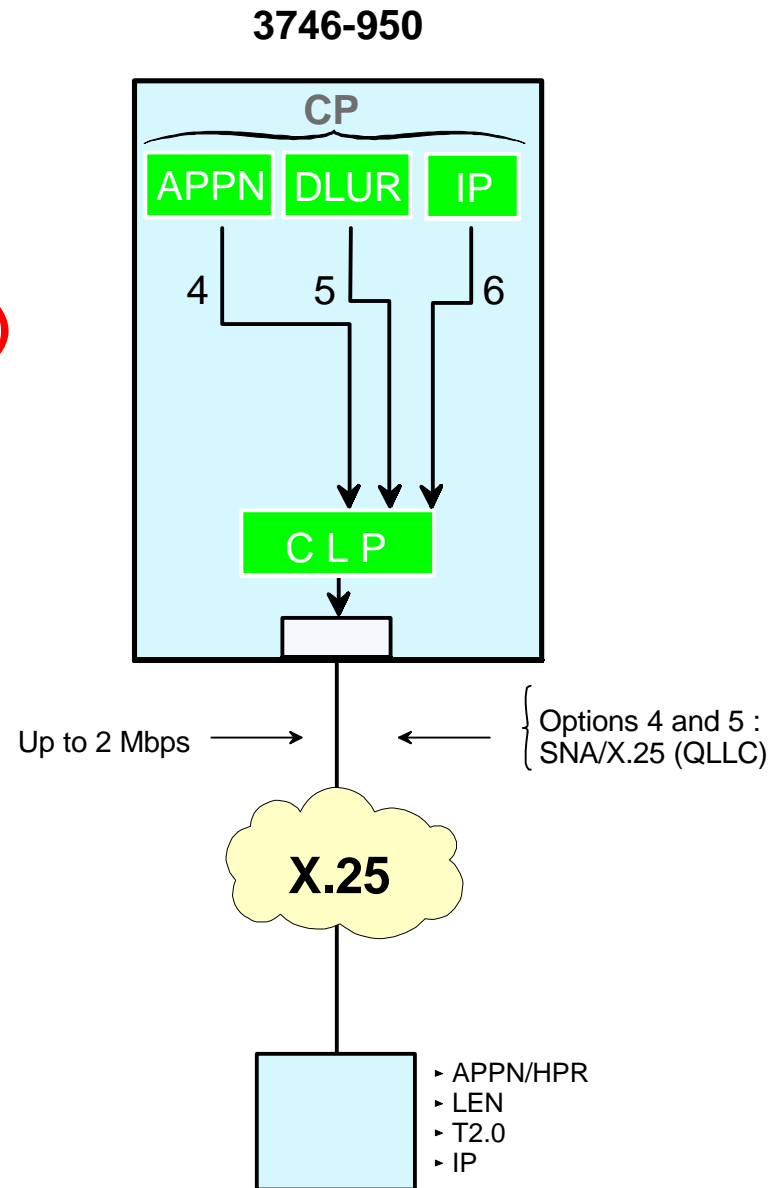 3746-950
CP
APPN DLUR IP
4 5 6
C L P
Up to 2 Mbps
Options 4 and 5 :
SNA/X.25 (QLLC)
X.25
► APPN/HPR
► LEN
► T2.0
► IP